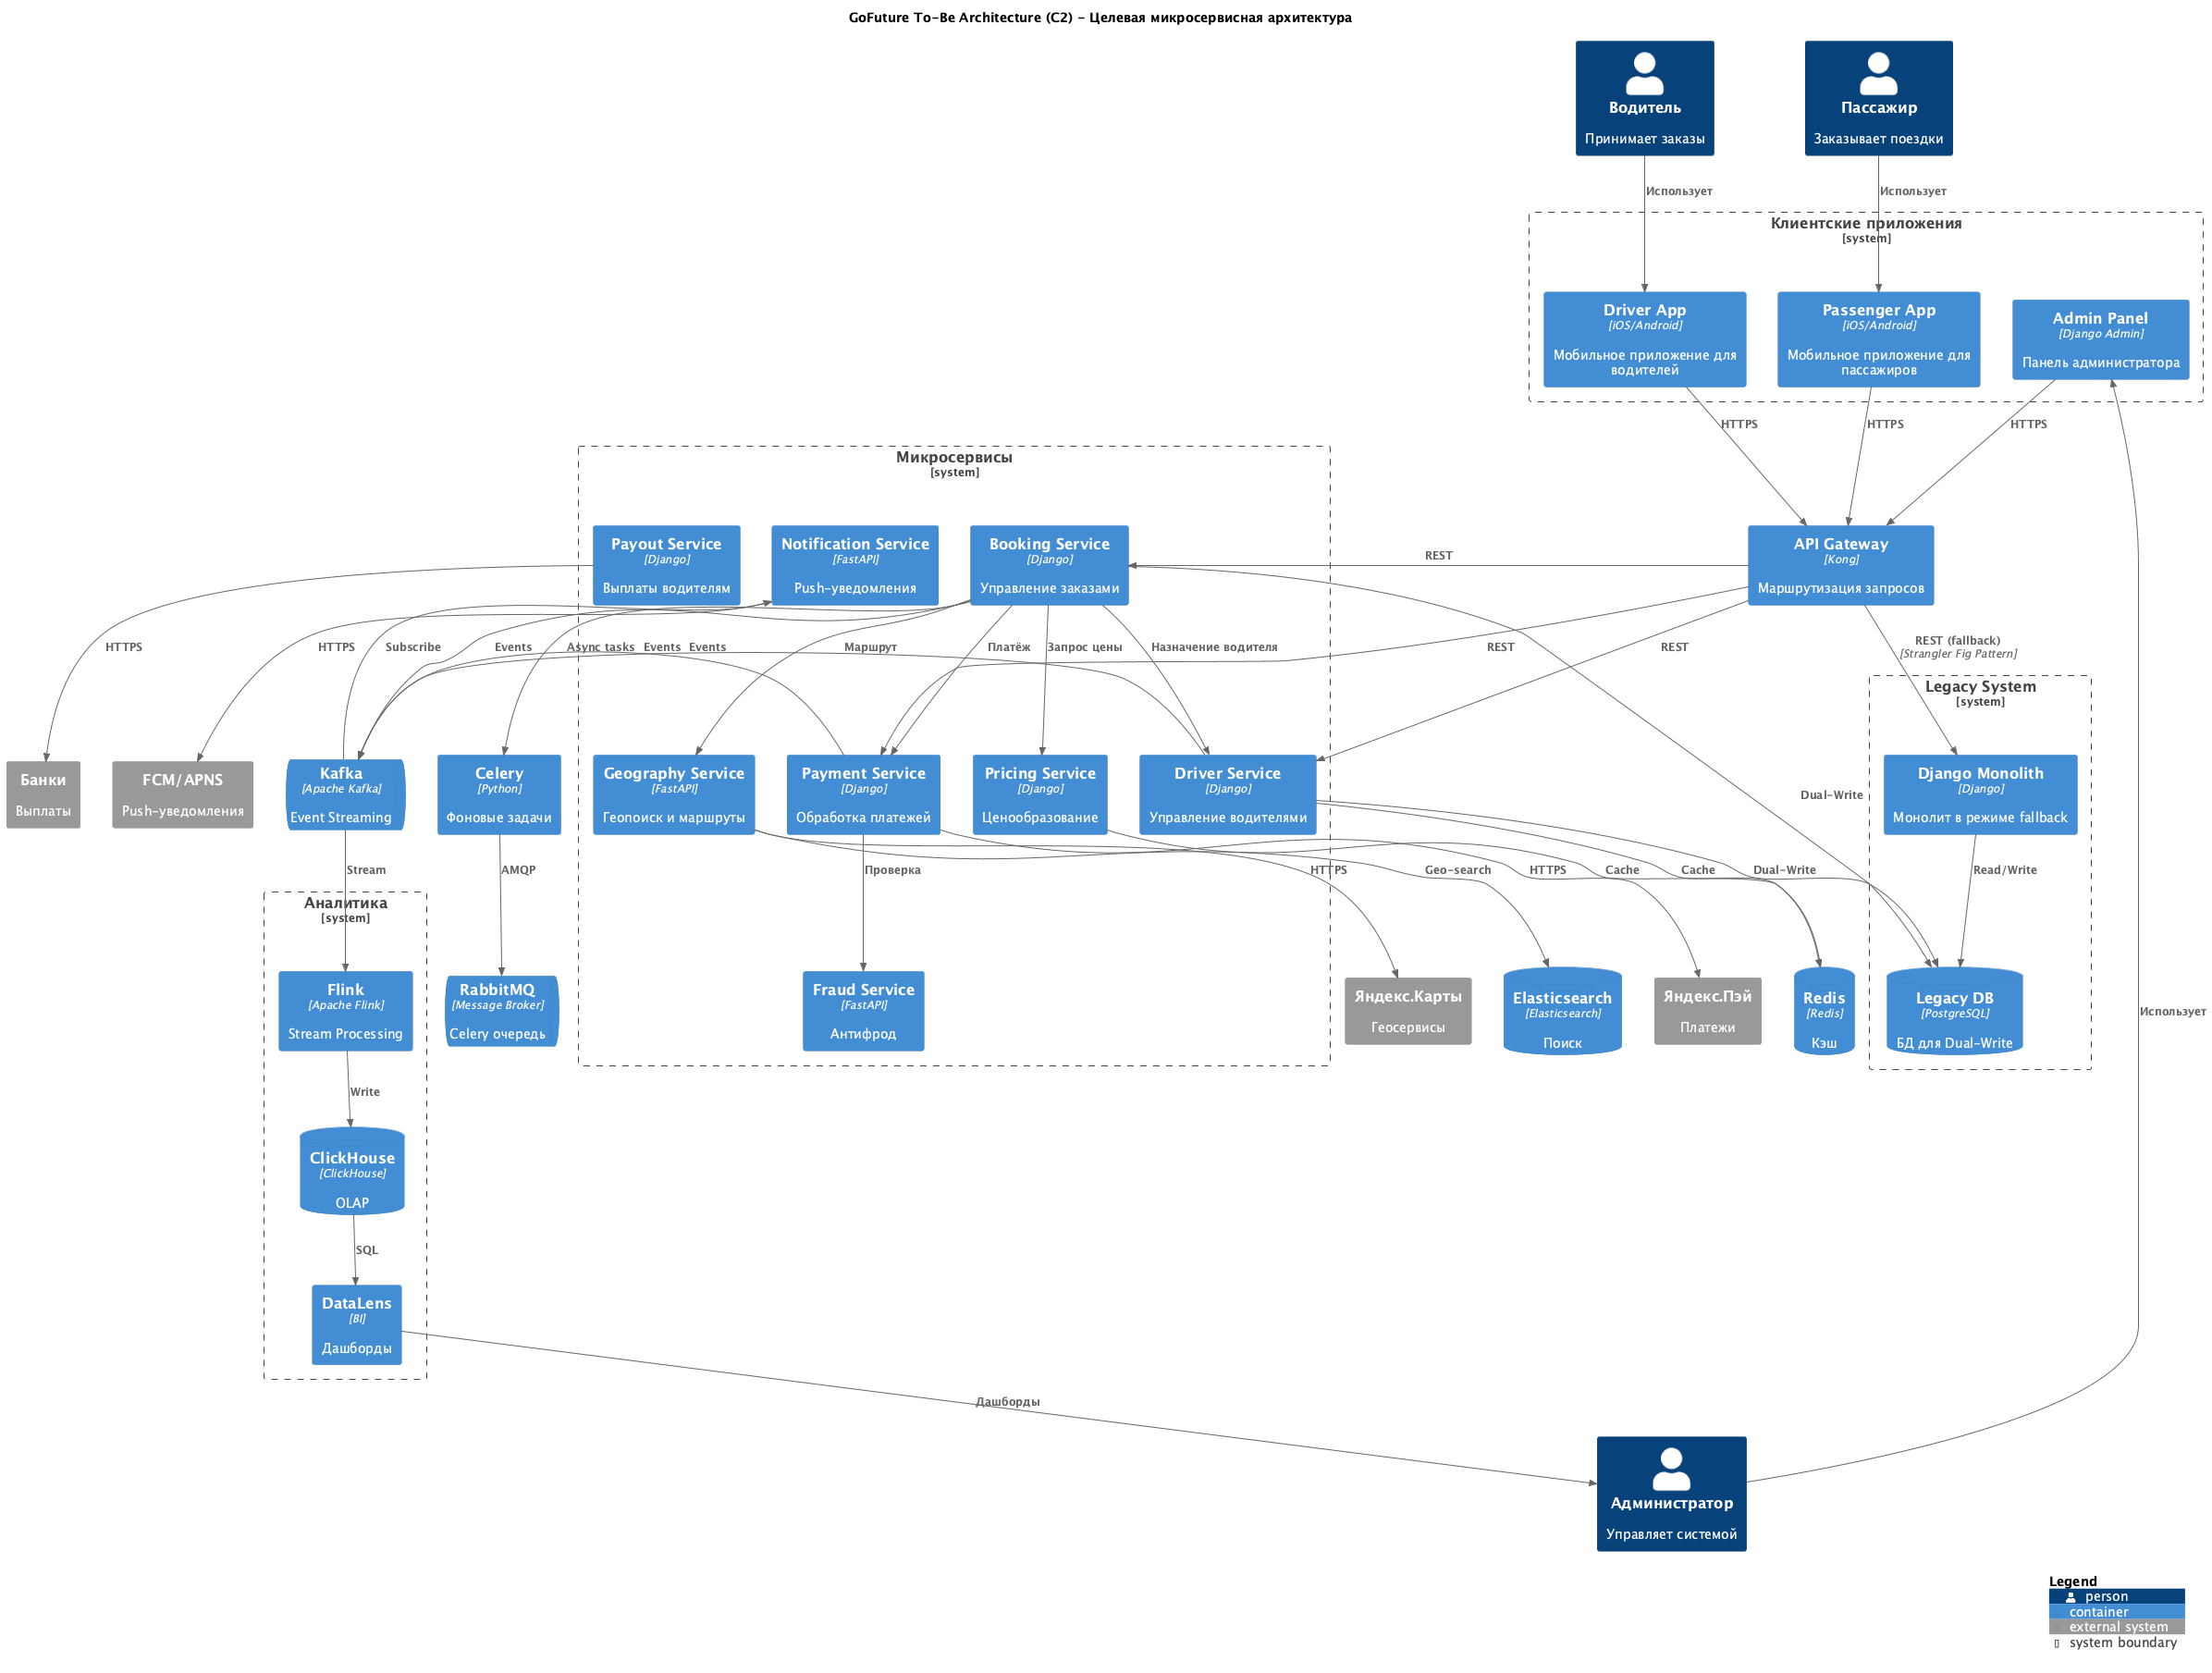 GoFuture To-Be Architecture (C2) - Целевая микросервисная архитектура
Водитель
Принимает заказы
Пассажир
Заказывает поездки
Использует
Использует
Клиентские приложения
[system]
Driver App
[iOS/Android]
Мобильное приложение для
водителей
Passenger App
[iOS/Android]
Мобильное приложение для
пассажиров
Admin Panel
[Django Admin]
Панель администратора
HTTPS
HTTPS
HTTPS
Микросервисы
[system]
Payout Service
[Django]
Выплаты водителям
Notification Service
[FastAPI]
Push-уведомления
Booking Service
[Django]
Управление заказами
REST
API Gateway
[Kong]
Маршрутизация запросов
HTTPS
HTTPS
Subscribe
Events
Async tasks
Events
Events
Маршрут
Платёж
Запрос цены
Назначение водителя
REST
REST
REST (fallback)
[Strangler Fig Pattern]
Legacy System
[system]
Банки
Выплаты
FCM/APNS
Push-уведомления
Kafka
[Apache Kafka]
Event Streaming
Celery
[Python]
Фоновые задачи
Geography Service
[FastAPI]
Геопоиск и маршруты
Payment Service
[Django]
Обработка платежей
Pricing Service
[Django]
Ценообразование
Driver Service
[Django]
Управление водителями
Dual-Write
Django Monolith
[Django]
Монолит в режиме fallback
Stream
AMQP
Проверка
HTTPS
Geo-search
HTTPS
Cache
Cache
Dual-Write
Read/Write
Аналитика
[system]
Flink
[Apache Flink]
Stream Processing
RabbitMQ
[Message Broker]
Celery очередь
Fraud Service
[FastAPI]
Антифрод
Яндекс.Карты
Геосервисы
Elasticsearch
[Elasticsearch]
Поиск
Яндекс.Пэй
Платежи
Redis
[Redis]
Кэш
Legacy DB
[PostgreSQL]
БД для Dual-Write
Использует
Write
ClickHouse
[ClickHouse]
OLAP
SQL
DataLens
[BI]
Дашборды
Дашборды
Администратор
Управляет системой
Legend
person
container
external system
system boundary